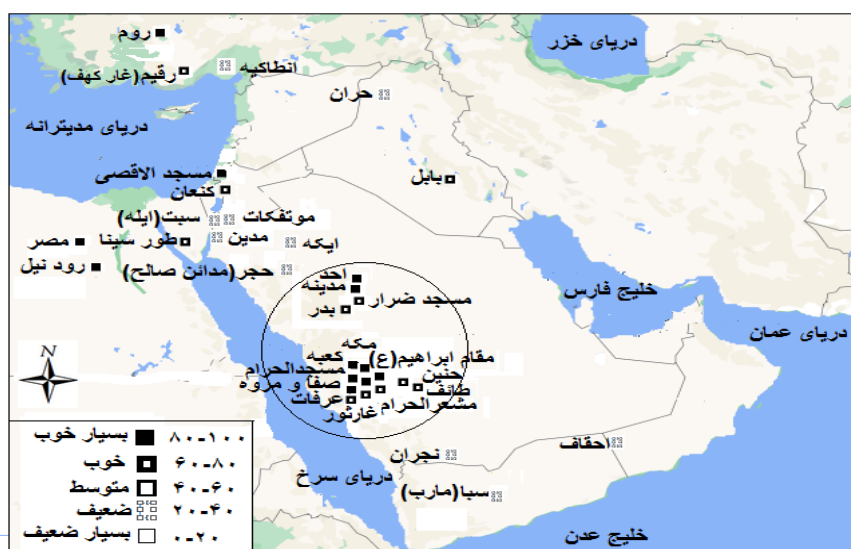 روم
دریای خزر
انطاکیه
رقیم(غار کهف)
حران
دریای مدیترانه
مسجد الاقصی
بابل
کنعان
موتفکات
سبت(ایله)
مدین
ایکه
طور سینا
مصر
رود نیل
حجر(مدائن صالح)
احد
مدینه
مسجد ضرار
بدر
خلیج فارس
دریای عمان
مکه
کعبه
مقام ابراهیم(ع)
مسجدالحرام
حنین
صفا و مروه
طائف
عرفات
مشعرالحرام
غارثور
N
احقاف
نجران
دریای سرخ
سبا(مارب)
خلیج عدن
بسیار خوب ۸۰-۱۰۰
خوب ۶۰-۸۰
متوسط ۴۰-۶۰
ضعیف ۲۰-۴۰
بسیار ضعیف ۰-۲۰